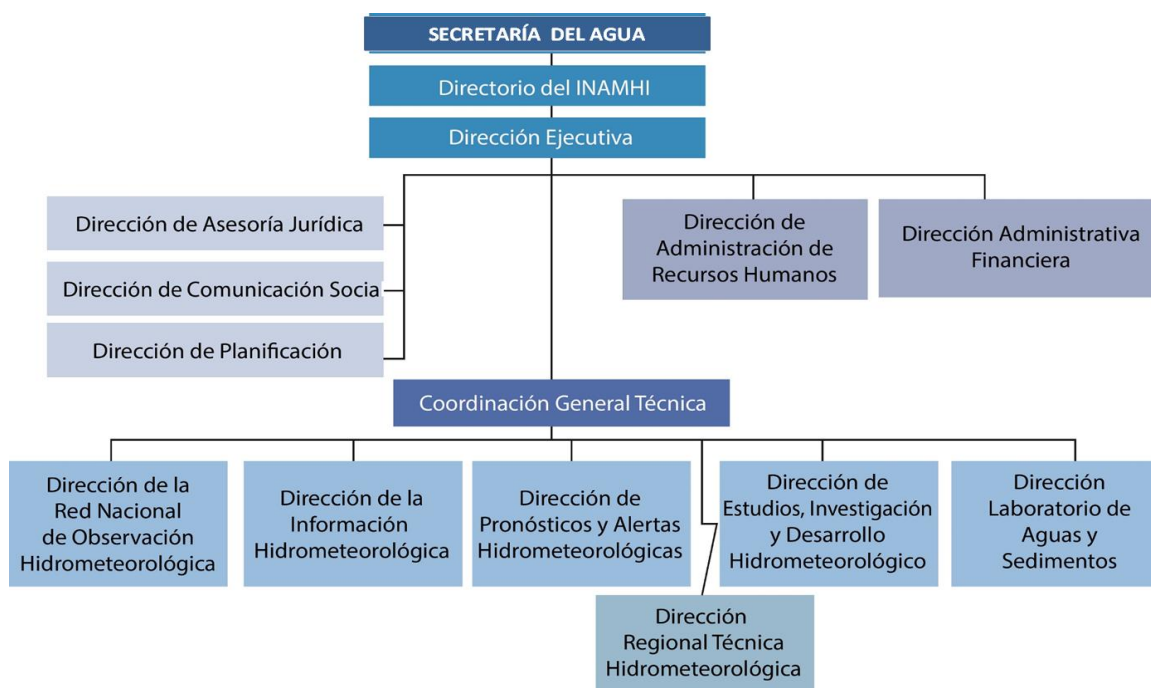 SECRETARÍA DEL AGUA
Directorio del INAMHI
Dirección Ejecutiva
Dirección de Asesoría Jurídica
Dirección de Comunicación Socia
Dirección de Planificación
Dirección de
Administración de
Recursos Humanos
Dirección Administrativa
Financiera
Coordinación General Técnica
Dirección de la
Red Nacional
de Observación
Hidrometeorológica
Dirección de la
Información
Hidrometeorológica
Dirección de
Pronósticos y Alertas
Hidrometeorológicas
Dirección de
Estudios, Investigación
y Desarrollo
Hidrometeorológico
Dirección
Laboratorio de
Aguas y
Sedimentos
Dirección
Regional Técnica
Hidrometeorológica